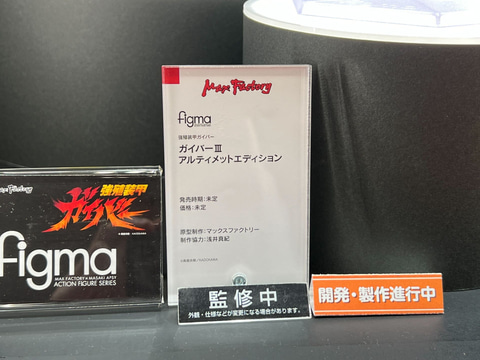 Max Factory
figma
強殖装甲ガイバー
ガイバーⅢ
アルティメットエディション
発売時期:未定
価格:未定
原型制作:マックスファクトリー
制作協力:浅井真紀
Max Factory
強殖装甲
ガイバー
figma
MAX FACTORY × MASAKI APSY
ACTION FIGURE SERIES
監修中
外観・仕様などが変更になる場合があります。
開発・製作進行中